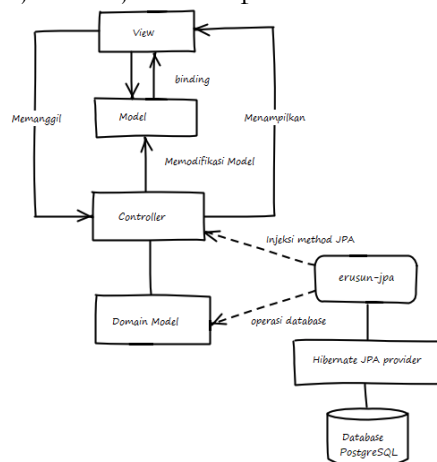 View
binding
Memanggil
Model
Menampilkan
Memodifikasi Model
Controller
Injeksi method JPA
erusun-jpa
Domain Model
operasi database
Hibernate JPA provider
Database
PostgreSQL